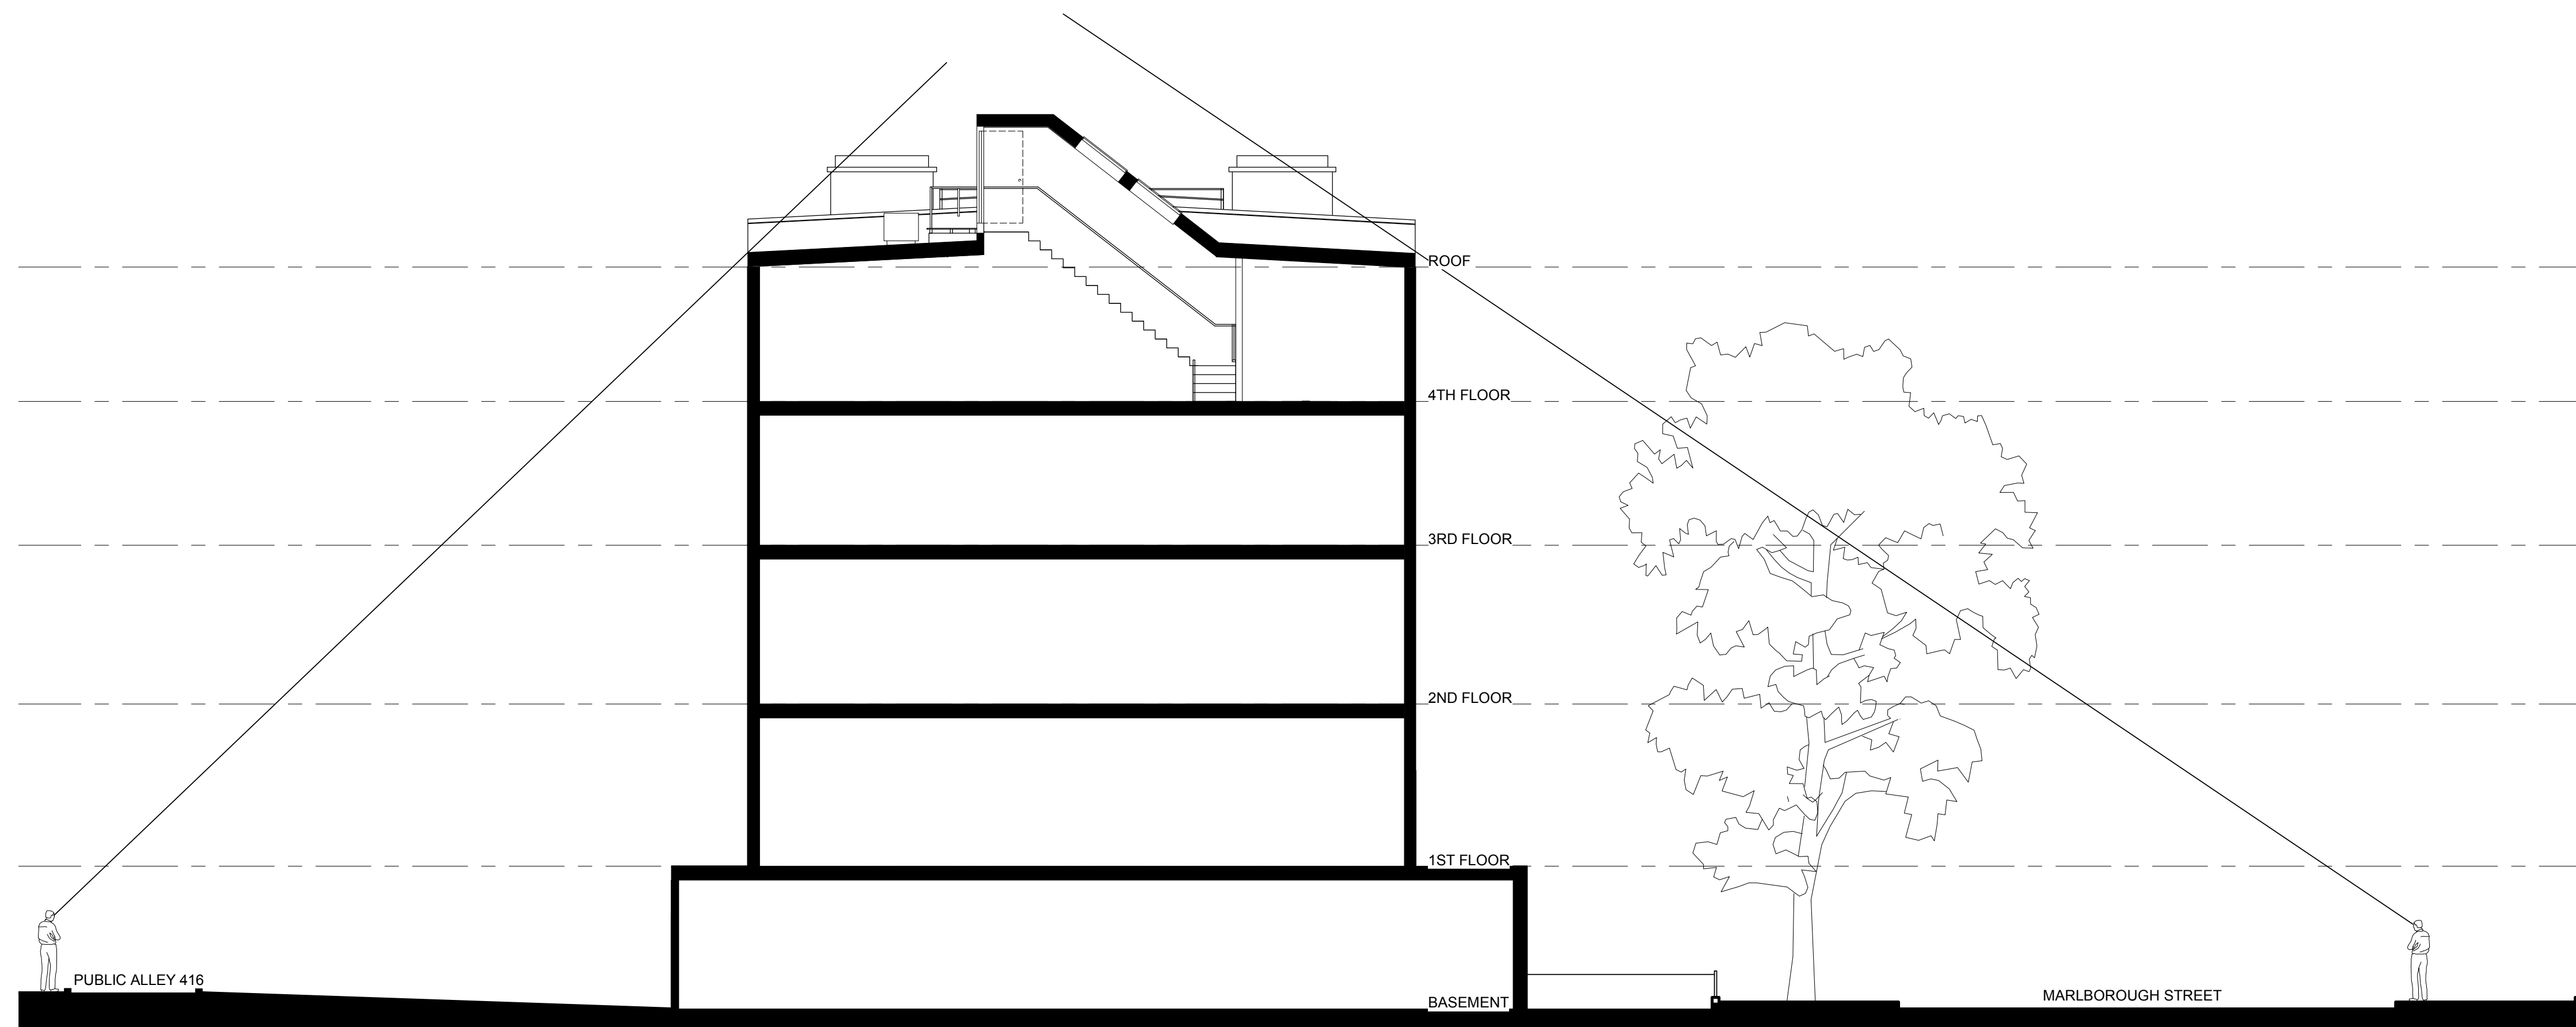 ROOF
4TH FLOOR
3RD FLOOR
2ND FLOOR
1ST FLOOR
PUBLIC ALLEY 416
MARLBOROUGH STREET
BASEMENT